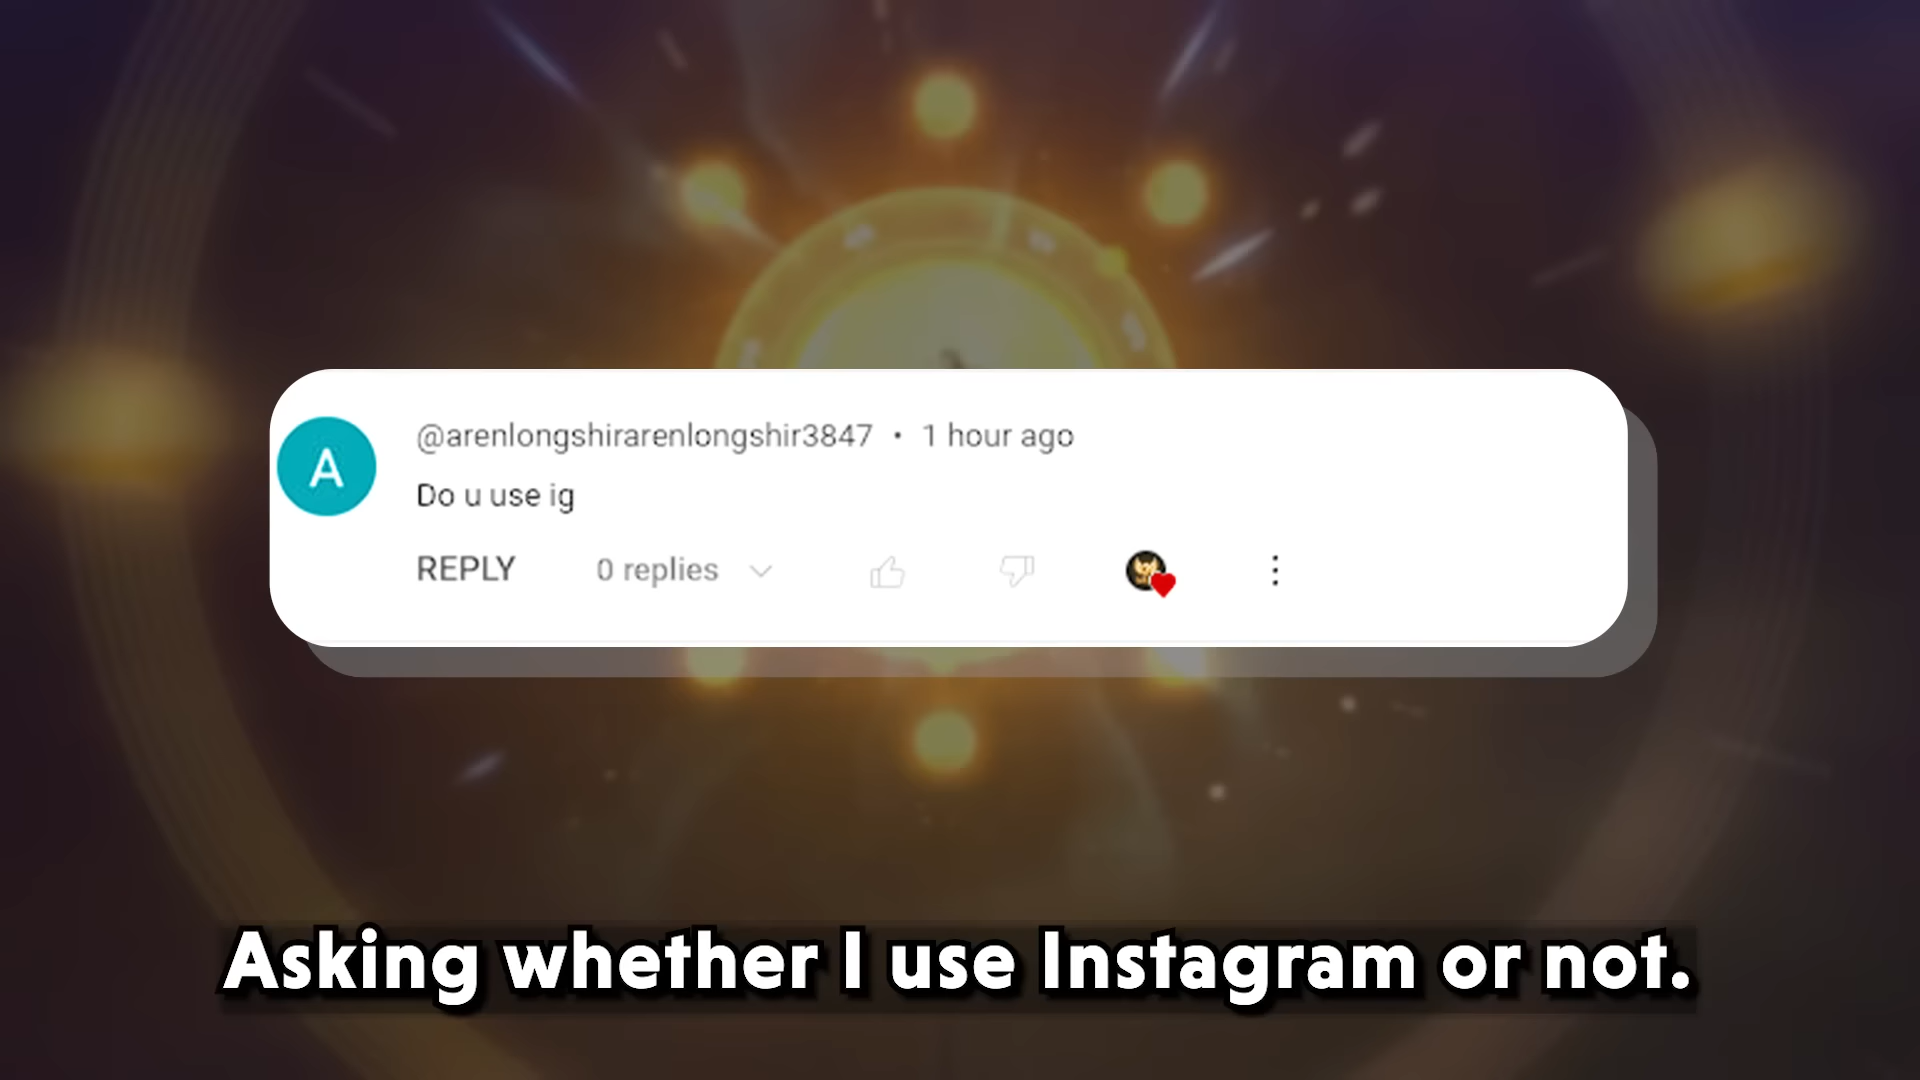 A
@arenlongshirarenlongshir3847 • 1 hour ago
Do u use ig
REPLY 0 replies
Asking whether I use Instagram or not.